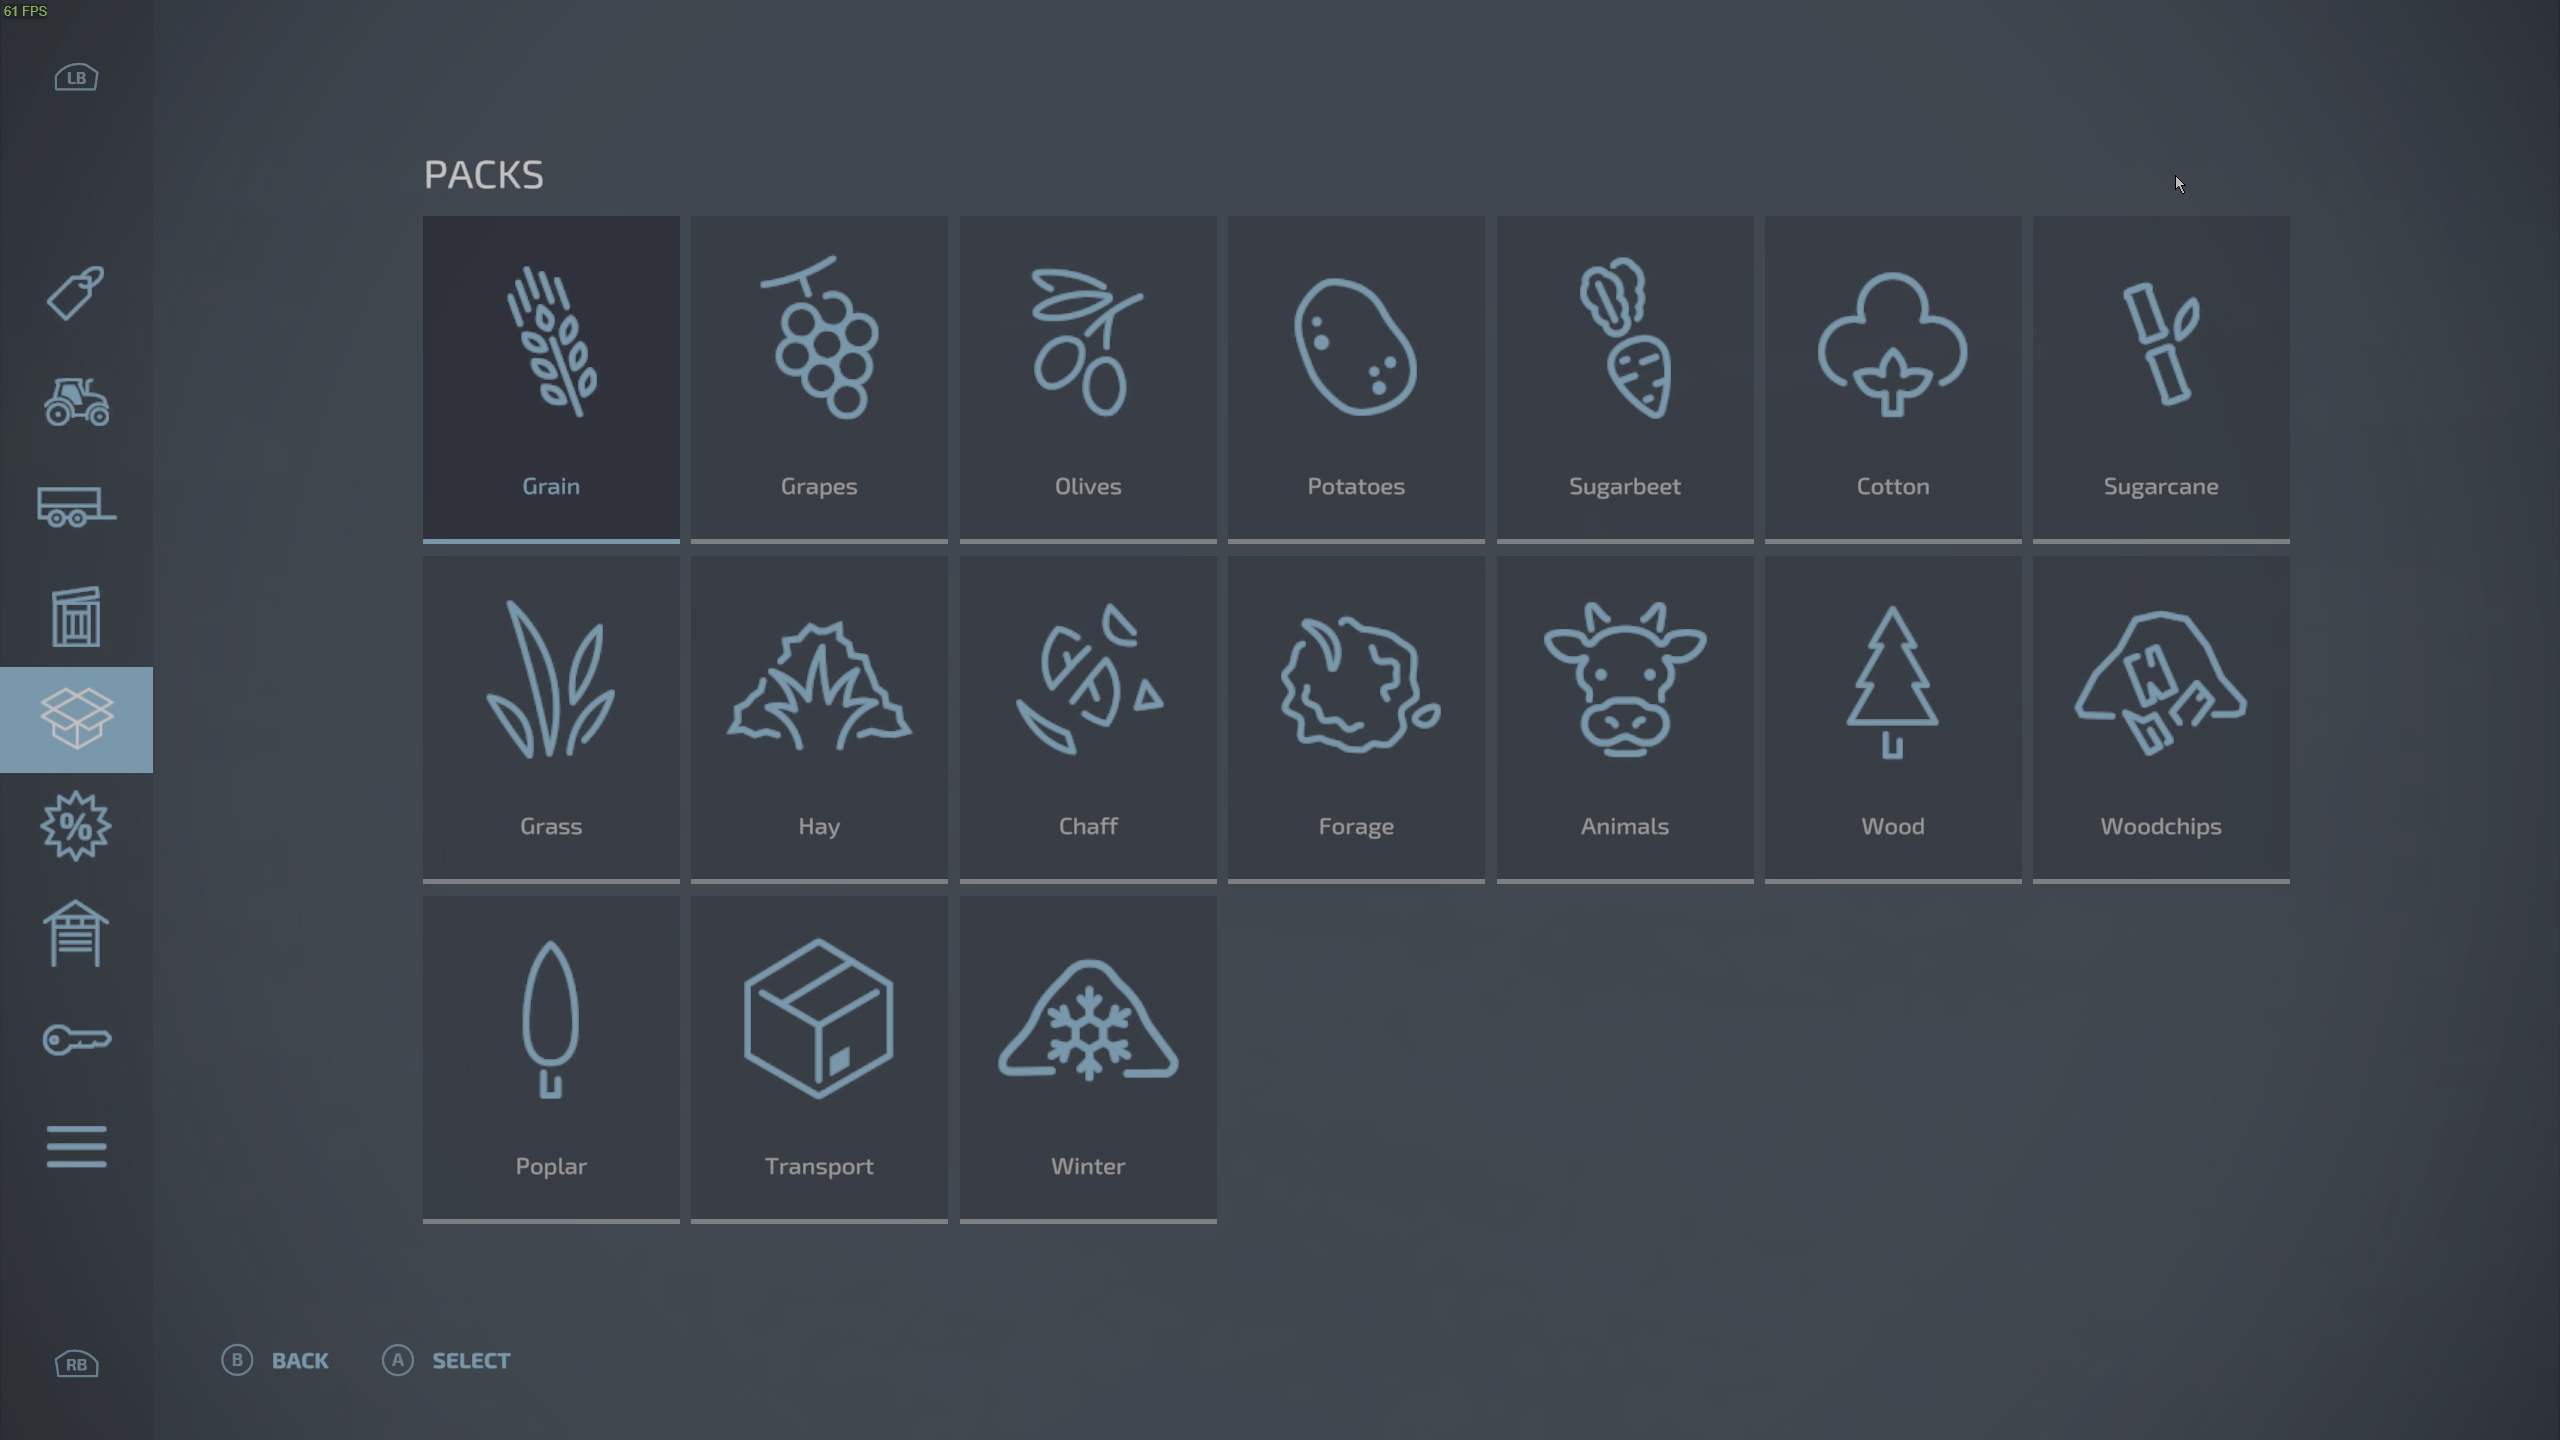 61 FPS
LB
PACKS
Grain
Grapes
Olives
Potatoes
Sugarbeet
Cotton
Sugarcane
Grass
Hay
Chaff
Forage
Animals
Wood
Woodchips
%
Poplar
Transport
Winter
RB
B BACK A SELECT